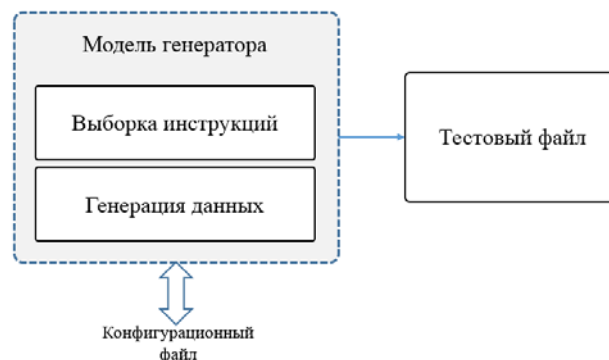 Модель генератора
Выборка инструкций
Тестовый файл
Генерация данных
Конфигурационный
файл